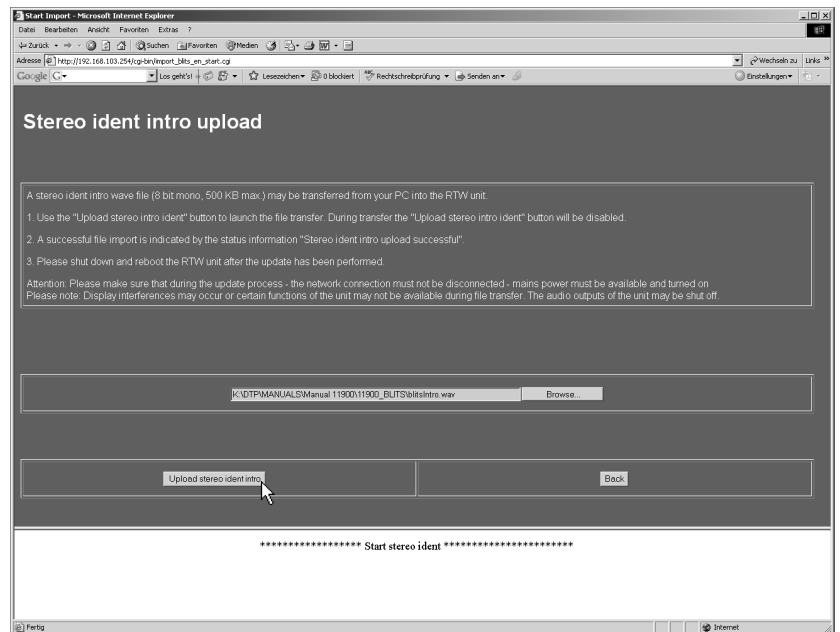 Start Import - Microsoft Internet Explorer
Datei Bearbeiten Ansicht Favoriten Extras ?
Zurück Suchen Favoriten Medien
Adresse http://192.168.103.254/cgi-bin/import_blits_en_start.cgi Wechseln zu Links »
Google G Los geht's! Lesezeichen 0 blockiert Rechtschreibprüfung Senden an Einstellungen
Stereo ident intro upload
A stereo ident intro wave file (8 bit mono, 500 KB max.) may be transferred from your PC into the RTW unit.
1. Use the "Upload stereo intro ident" button to launch the file transfer. During transfer the "Upload stereo intro ident" button will be disabled.
2. A successful file import is indicated by the status information "Stereo ident intro upload successful".
3. Please shut down and reboot the RTW unit after the update has been performed.
Attention: Please make sure that during the update process - the network connection must not be disconnected - mains power must be available and turned on
Please note: Display interferences may occur or certain functions of the unit may not be available during file transfer. The audio outputs of the unit may be shut off.
K:\DTP\MANUALS\Manual 11900\11900_BLITS\blitsIntro.wav Browse...
Upload stereo ident intro Back
****************** Start stereo ident ***********************
Fertig Internet